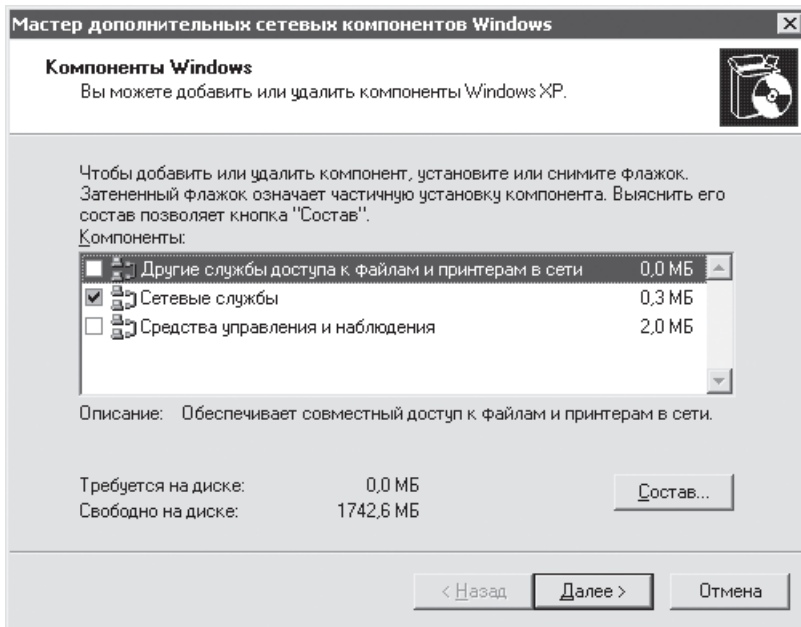 Мастер дополнительных сетевых компонентов Windows
Компоненты Windows
Вы можете добавить или удалить компоненты Windows XP.
Чтобы добавить или удалить компонент, установите или снимите флажок.
Затененный флажок означает частичную установку компонента. Выяснить его
состав позволяет кнопка "Состав".
Компоненты:
Другие службы доступа к файлам и принтерам в сети 0,0 МБ
Сетевые службы 0,3 МБ
Средства управления и наблюдения 2,0 МБ
Описание: Обеспечивает совместный доступ к файлам и принтерам в сети.
Требуется на диске: 0,0 МБ
Свободно на диске: 1742,6 МБ
Состав...
< Назад Далее > Отмена